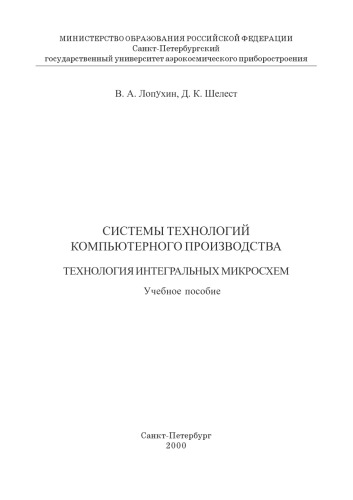 МИНИСТЕРСТВО ОБРАЗОВАНИЯ РОССИЙСКОЙ ФЕДЕРАЦИИ
Санкт-Петербургский
государственный университет аэрокосмического приборостроения
В. А. Лопухин, Д. К. Шелест
СИСТЕМЫ ТЕХНОЛОГИЙ
КОМПЬЮТЕРНОГО ПРОИЗВОДСТВА
ТЕХНОЛОГИЯ ИНТЕГРАЛЬНЫХ МИКРОСХЕМ
Учебное пособие
Санкт-Петербург
2000